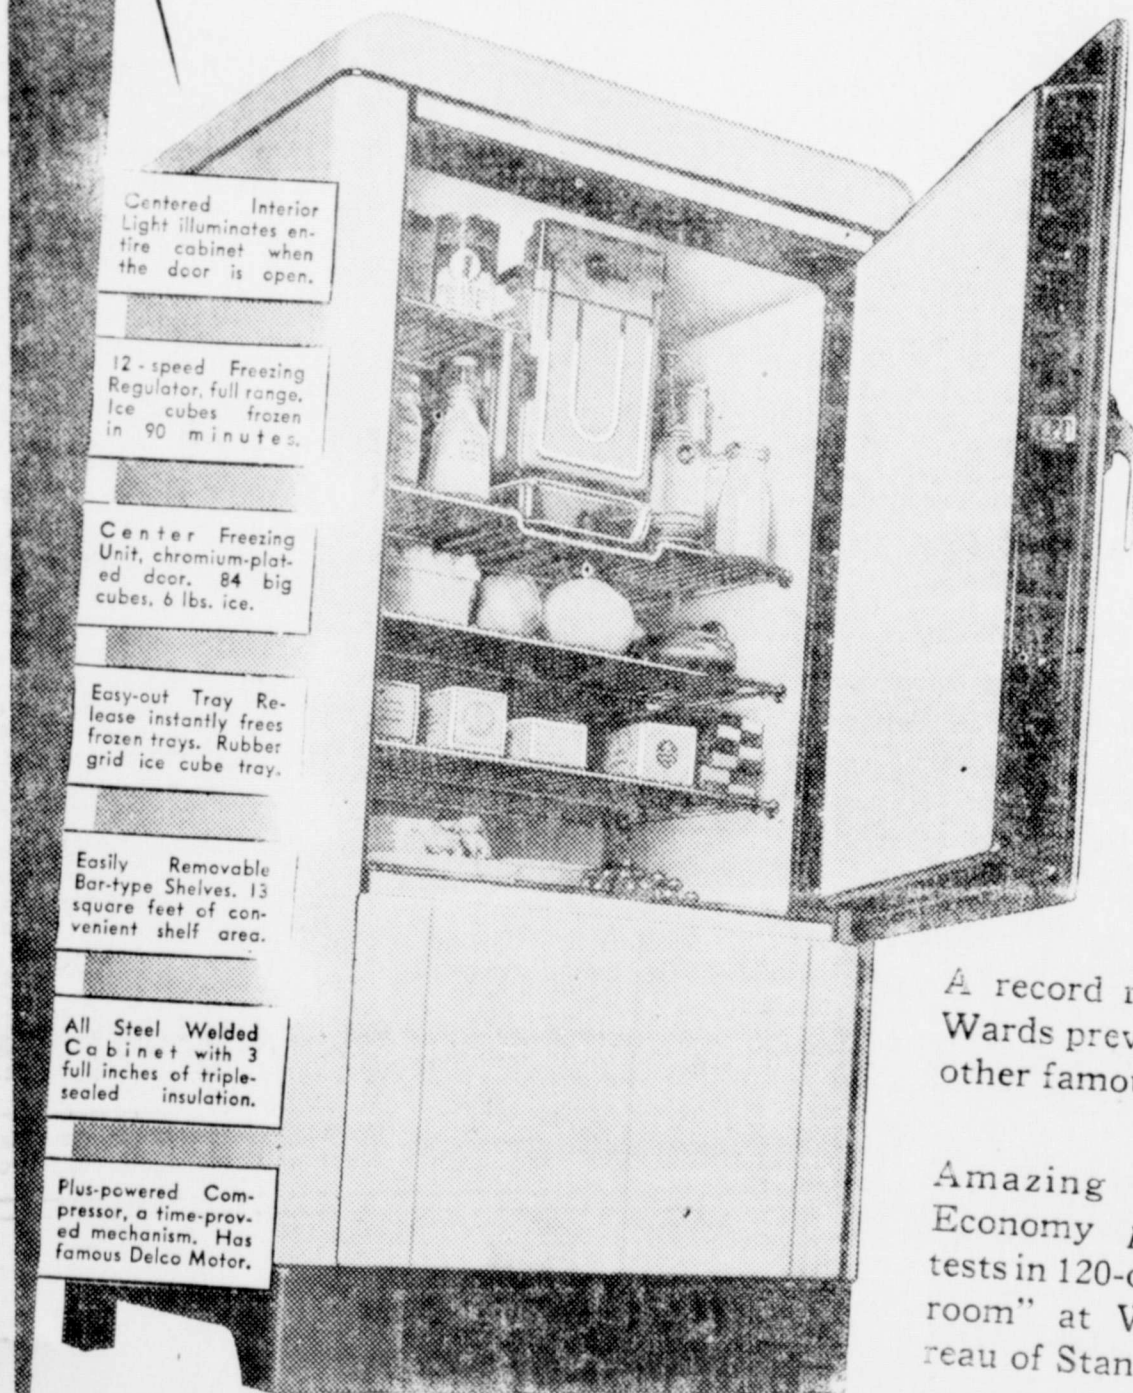 Centered Interior
Light illuminates en-
tire cabinet when
the door is open.
12-speed Freezing
Regulator, full range.
Ice cubes frozen
in 90 minutes.
Center Freezing
Unit, chromium-plat-
ed door. 84 big
cubes, 6 lbs. ice.
Easy-out Tray Re-
lease instantly frees
frozen trays. Rubber
grid ice cube tray.
Easily Removable
Bar-type Shelves. 13
square feet of con-
venient shelf area.
All Steel Welded
Cabinet with 3
full inches of triple-
sealed insulation.
Plus-powered Com-
pressor, a time-prov-
ed mechanism. Has
famous Delco Motor.
A record
Wards prev
other famo
Amazing
Economy
tests in 120-
room" at
reau of Stan